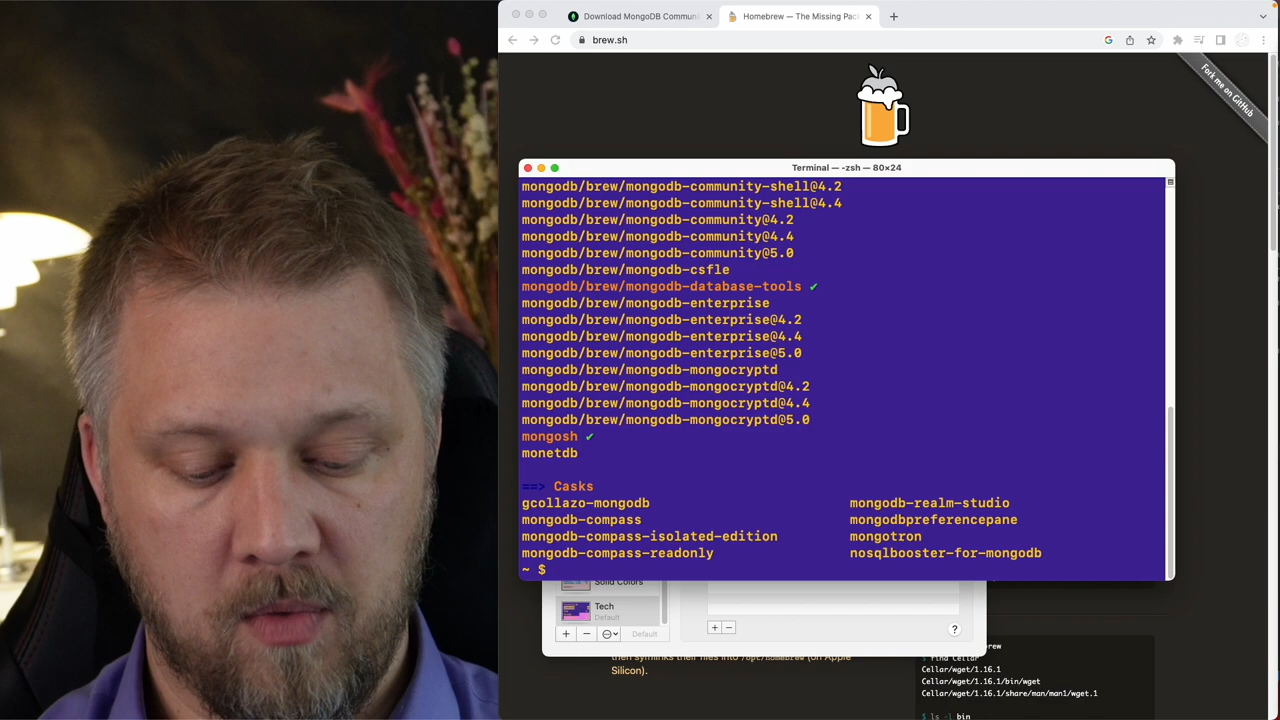 Download MongoDB Communi
Homebrew — The Missing Pac
brew.sh
Fork me on GitHub
Terminal — -zsh — 80×24
mongodb/brew/mongodb-community-shell@4.2
mongodb/brew/mongodb-community-shell@4.4
mongodb/brew/mongodb-community@4.2
mongodb/brew/mongodb-community@4.4
mongodb/brew/mongodb-community@5.0
mongodb/brew/mongodb-csfle
mongodb/brew/mongodb-database-tools ✔
mongodb/brew/mongodb-enterprise
mongodb/brew/mongodb-enterprise@4.2
mongodb/brew/mongodb-enterprise@4.4
mongodb/brew/mongodb-enterprise@5.0
mongodb/brew/mongodb-mongocryptd
mongodb/brew/mongodb-mongocryptd@4.2
mongodb/brew/mongodb-mongocryptd@4.4
mongodb/brew/mongodb-mongocryptd@5.0
mongosh ✔
monetdb
==> Casks
gcollazo-mongodb mongodb-realm-studio
mongodb-compass mongodbpreferencepane
mongodb-compass-isolated-edition mongotron
mongodb-compass-readonly nosqlbooster-for-mongodb
~ $
Solid Colors
Tech
Default
Default
then symlinks their files into /opt/homebrew (on Apple
Silicon).
$ find Cellar
Cellar/wget/1.16.1
Cellar/wget/1.16.1/bin/wget
Cellar/wget/1.16.1/share/man/man1/wget.1
$ ls -l bin